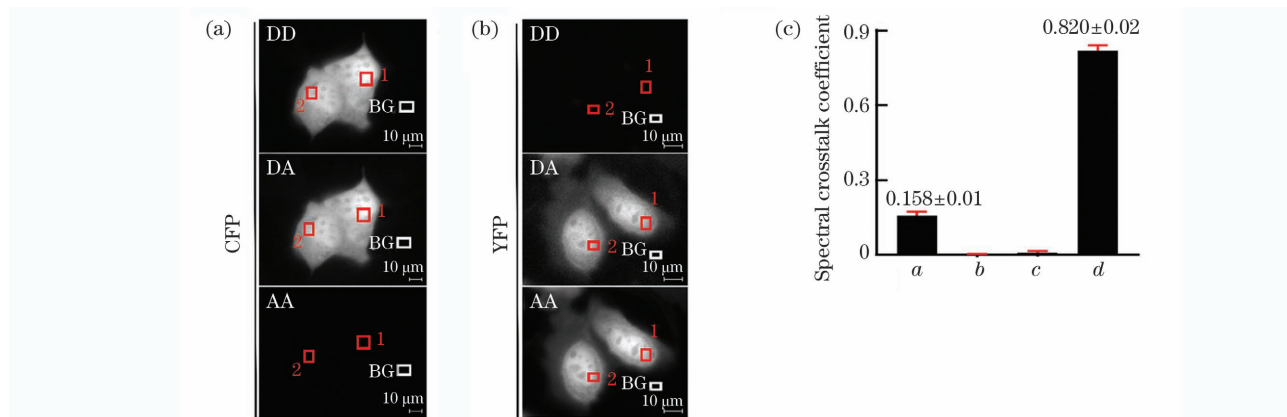 (a)
CFP
DD
1
2
BG
10 μm
DA
1
2
BG
10 μm
AA
1
2
BG
10 μm
(b)
YFP
DD
1
2
BG
10 μm
DA
1
2
BG
10 μm
AA
1
2
BG
10 μm
(c)
Spectral crosstalk coefficient
0.9
0.6
0.3
0
0.158±0.01
0.820±0.02
a b c d